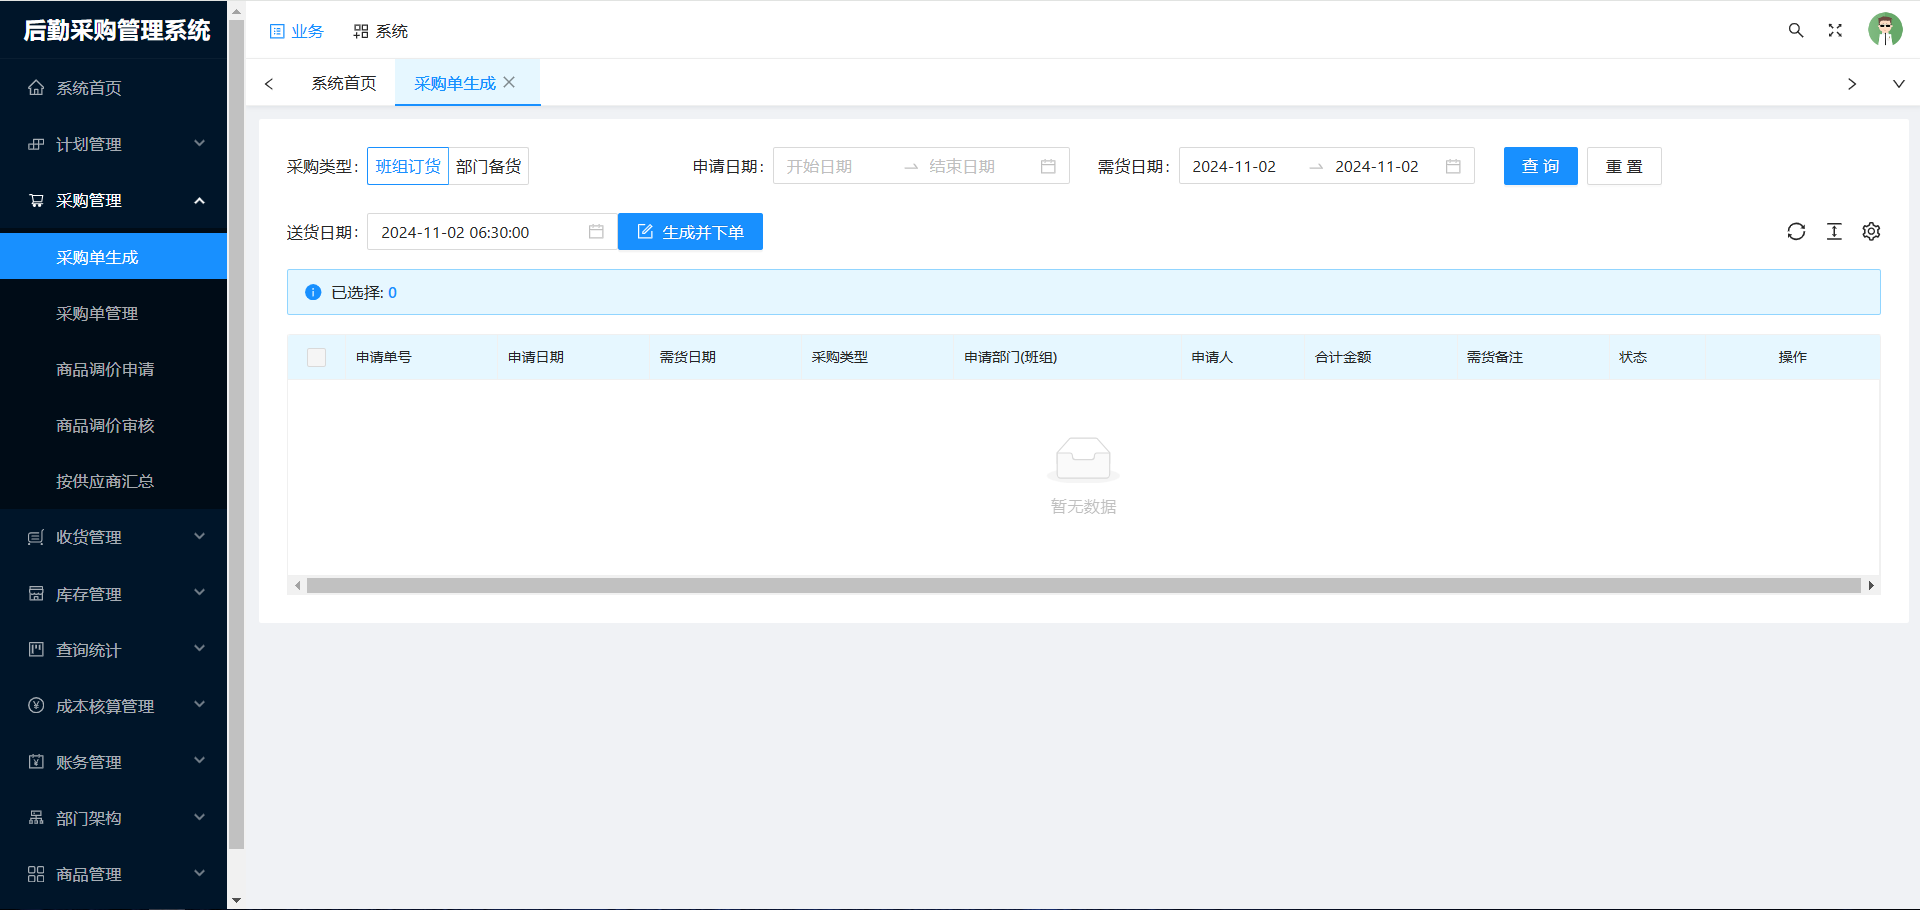 后勤采购管理系统
业务
系统
系统首页
采购单生成
系统首页
计划管理
采购管理
采购单生成
采购单管理
商品调价申请
商品调价审核
按供应商汇总
收货管理
库存管理
查询统计
成本核算管理
账务管理
部门架构
商品管理
采购类型: 班组订货 部门备货
申请日期: 开始日期 → 结束日期
需货日期: 2024-11-02 → 2024-11-02
查 询
重 置
送货日期: 2024-11-02 06:30:00
生成并下单
已选择: 0
申请单号 申请日期 需货日期 采购类型 申请部门(班组) 申请人 合计金额 需货备注 状态 操作
暂无数据